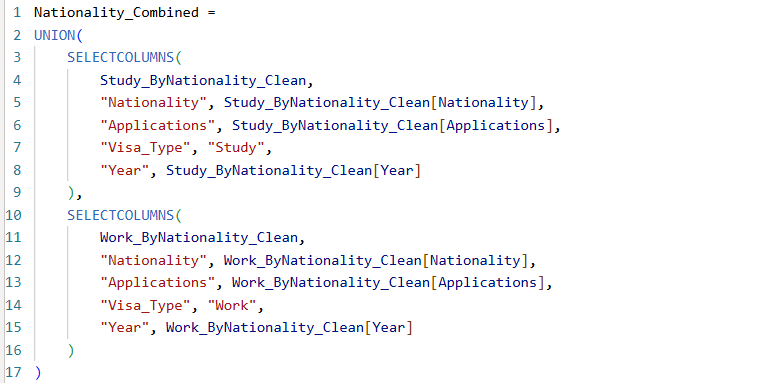 1 Nationality_Combined =
2 UNION(
3     SELECTCOLUMNS(
4         Study_ByNationality_Clean,
5         "Nationality", Study_ByNationality_Clean[Nationality],
6         "Applications", Study_ByNationality_Clean[Applications],
7         "Visa_Type", "Study",
8         "Year", Study_ByNationality_Clean[Year]
9     ),
10     SELECTCOLUMNS(
11         Work_ByNationality_Clean,
12         "Nationality", Work_ByNationality_Clean[Nationality],
13         "Applications", Work_ByNationality_Clean[Applications],
14         "Visa_Type", "Work",
15         "Year", Work_ByNationality_Clean[Year]
16     )
17 )